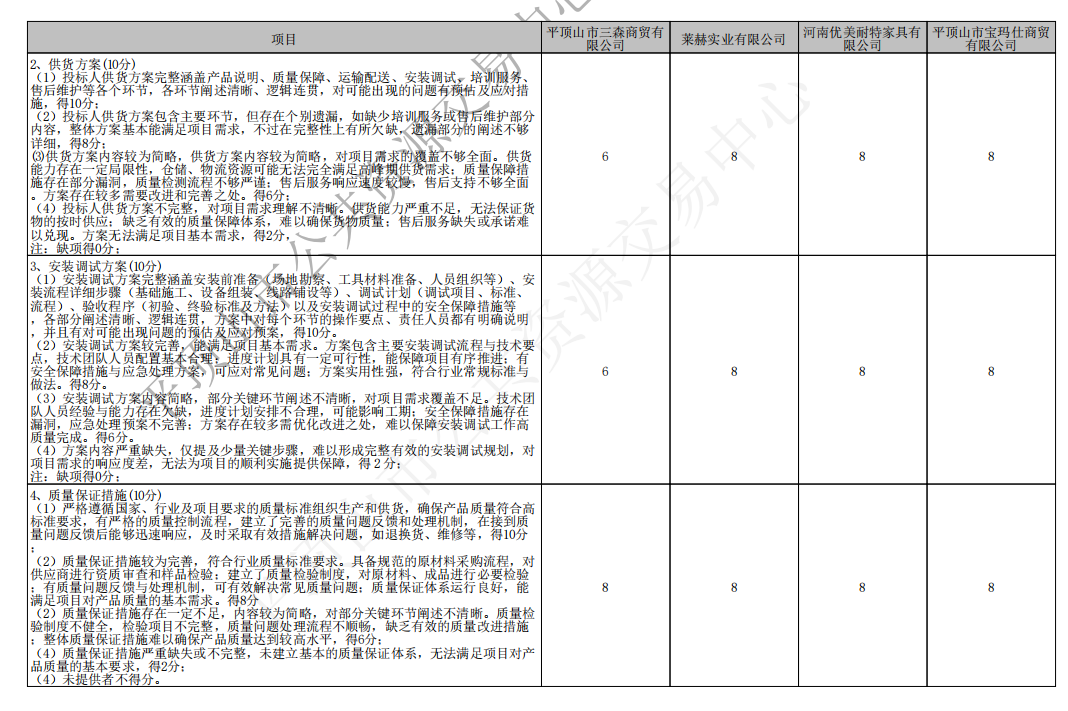 项目
平顶山市三森商贸有限公司
莱赫实业有限公司
河南优美耐特家具有限公司
平顶山市宝玛仕商贸有限公司
2、供货方案(10分)
（1）投标人供货方案完整涵盖产品说明、质量保障、运输配送、安装调试、培训服务、
售后维护等各个环节，各环节阐述清晰、逻辑连贯，对可能出现的问题有预估及应对措
施，得10分；
（2）投标人供货方案包含主要环节，但存在个别遗漏，如缺少培训服务或售后维护部分
内容，整体方案基本能满足项目需求，不过在完整性上有所欠缺，遗漏部分的阐述不够
详细，得8分；
⑶供货方案内容较为简略，供货方案内容较为简略，对项目需求的覆盖不够全面。供货
能力存在一定局限性，仓储、物流资源可能无法完全满足高峰期供货需求；质量保障措
施存在部分漏洞，质量检测流程不够严谨；售后服务响应速度较慢，售后支持不够全面
。方案存在较多需要改进和完善之处。得6分；
（4）投标人供货方案不完整，对项目需求理解不清晰。供货能力严重不足，无法保证货
物的按时供应；缺乏有效的质量保障体系，难以确保货物质量；售后服务缺失或承诺难
以兑现。方案无法满足项目基本需求，得2分，
注：缺项得0分；
6
8
8
8
3、安装调试方案(10分)
（1）安装调试方案完整涵盖安装前准备（场地勘察、工具材料准备、人员组织等）、安
装流程详细步骤（基础施工、设备组装、线路铺设等）、调试计划（调试项目、标准、
流程）、验收程序（初验、终验标准及方法）以及安装调试过程中的安全保障措施等
，各部分阐述清晰、逻辑连贯，方案中对每个环节的操作要点、责任人员都有明确说明
，并且有对可能出现问题的预估及应对预案，得10分。
（2）安装调试方案较完善，能满足项目基本需求。方案包含主要安装调试流程与技术要
点，技术团队人员配置基本合理；进度计划具有一定可行性，能保障项目有序推进；有
安全保障措施与应急处理方案，可应对常见问题；方案实用性强，符合行业常规标准与
做法。得8分。
（3）安装调试方案内容简略，部分关键环节阐述不清晰，对项目需求覆盖不足。技术团
队人员经验与能力存在欠缺，进度计划安排不合理，可能影响工期；安全保障措施存在
漏洞，应急处理预案不完善；方案存在较多需优化改进之处，难以保障安装调试工作高
质量完成。得6分。
（4）方案内容严重缺失，仅提及少量关键步骤，难以形成完整有效的安装调试规划，对
项目需求的响应度差，无法为项目的顺利实施提供保障，得２分；
注：缺项得0分；
6
8
8
8
4、质量保证措施(10分)
（1）严格遵循国家、行业及项目要求的质量标准组织生产和供货，确保产品质量符合高
标准要求，有严格的质量控制流程，建立了完善的质量问题反馈和处理机制，在接到质
量问题反馈后能够迅速响应，及时采取有效措施解决问题，如退换货、维修等，得10分
；
（2）质量保证措施较为完善，符合行业质量标准要求。具备规范的原材料采购流程，对
供应商进行资质审查和样品检验；建立了质量检验制度，对原材料、成品进行必要检验
；有质量问题反馈与处理机制，可有效解决常见质量问题；质量保证体系运行良好，能
满足项目对产品质量的基本需求。得8分
（2）质量保证措施存在一定不足，内容较为简略，对部分关键环节阐述不清晰。质量检
验制度不健全，检验项目不完整，质量问题处理流程不顺畅，缺乏有效的质量改进措施
；整体质量保证措施难以确保产品质量达到较高水平，得6分；
（4）质量保证措施严重缺失或不完整，未建立基本的质量保证体系，无法满足项目对产
品质量的基本要求，得2分；
（4）未提供者不得分。
8
8
8
8
平顶山市公共资源交易中心
平顶山市公共资源交易中心